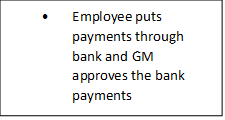 • Employee puts
payments through
bank and GM
approves the bank
payments